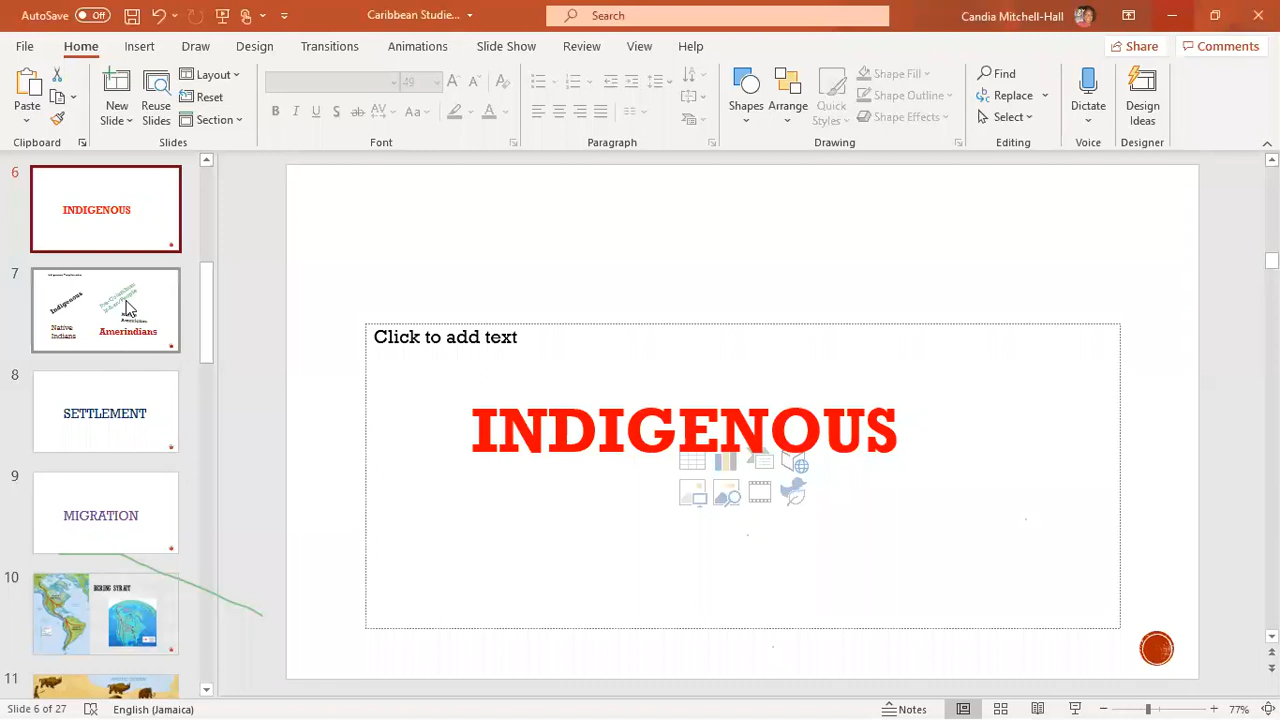 AutoSave Off Caribbean Studie... Search Candia Mitchell-Hall
File Home Insert Draw Design Transitions Animations Slide Show Review View Help Share Comments
Paste
New Slide
Reuse Slides
Layout
Reset
Section
49
Shapes
Arrange
Quick Styles
Shape Fill
Shape Outline
Shape Effects
Find
Replace
Select
Dictate
Design Ideas
Clipboard Slides Font Paragraph Drawing Editing Voice Designer
6
INDIGENOUS
7
Indigenous
Native Indians
Amerindians
8
SETTLEMENT
9
MIGRATION
10
BERING STRAIT
11
Click to add text
INDIGENOUS
Slide 6 of 27 English (Jamaica) Notes 77%